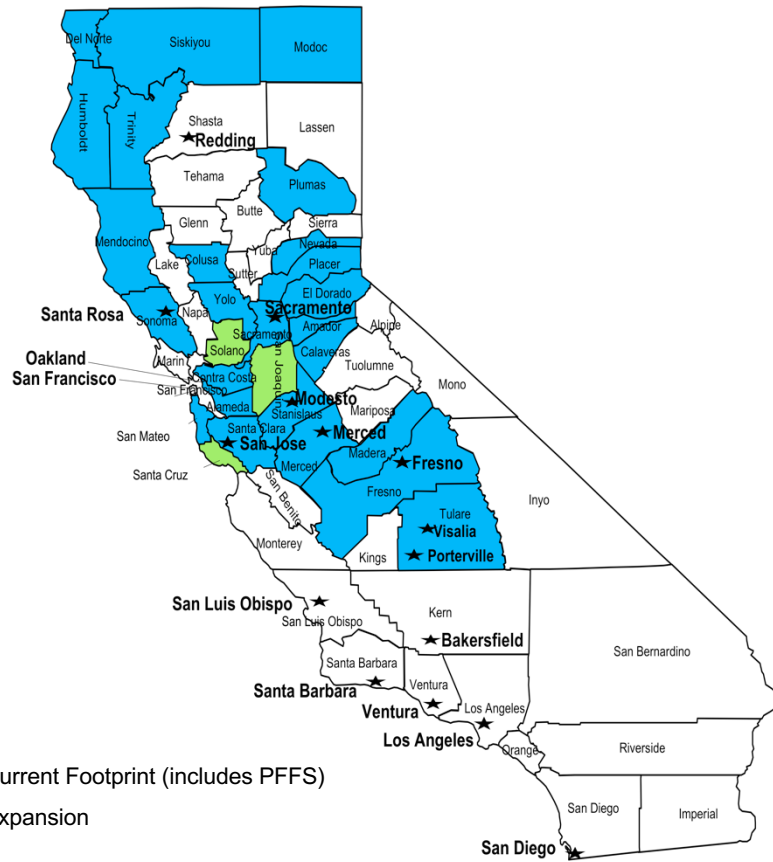 Del Norte
Siskiyou
Modoc
Humboldt
Trinity
Shasta
Redding
Lassen
Tehama
Plumas
Butte
Glenn
Sierra
Mendocino
Nevada
Yuba
Lake
Colusa
Placer
Sutter
El Dorado
Yolo
Santa Rosa
Sonoma
Napa
Sacramento
Sacramento
Amador
Alpine
Solano
San Joaquin
Calaveras
Oakland
Marin
Tuolumne
Mono
San Francisco
Contra Costa
San Francisco
Modesto
Alameda
Stanislaus
Mariposa
San Mateo
Santa Clara
Merced
San Jose
Madera
Fresno
Santa Cruz
Merced
San Benito
Fresno
Inyo
Tulare
Visalia
Monterey
Kings
Porterville
San Luis Obispo
San Luis Obispo
Kern
Bakersfield
San Bernardino
Santa Barbara
Santa Barbara
Ventura
Ventura
Los Angeles
Los Angeles
Orange
Riverside
urrent Footprint (includes PFFS)
xpansion
San Diego
Imperial
San Diego